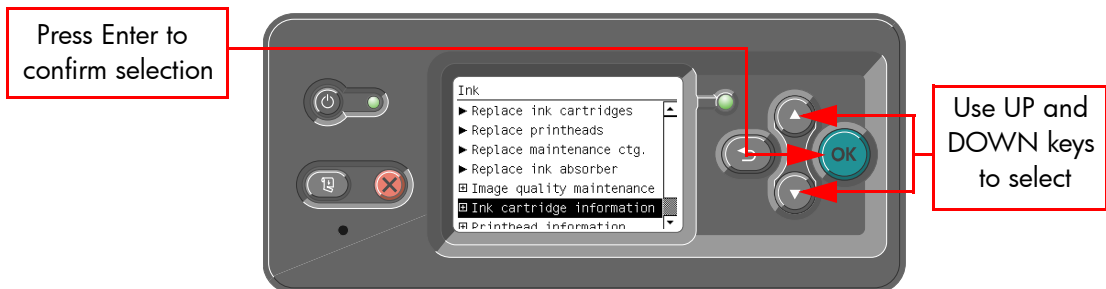 Press Enter to
confirm selection
Ink
▶ Replace ink cartridges
▶ Replace printheads
▶ Replace maintenance ctg.
▶ Replace ink absorber
⊞ Image quality maintenance
⊞ Ink cartridge information
⊞ Printhead information
OK
Use UP and
DOWN keys
to select